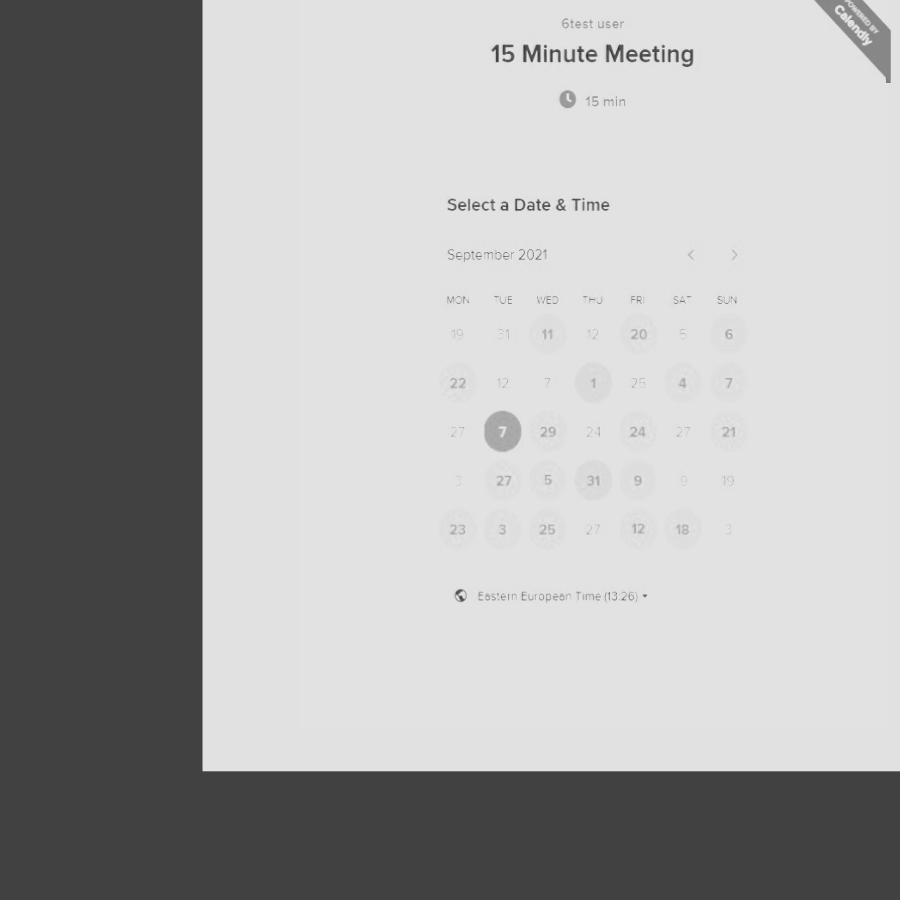 POWERED BY
Calendly
6test user
15 Minute Meeting
15 min
Select a Date & Time
September 2021
MON TUE WED THU FRI SAT SUN
19 31 11 12 20 5 6
22 12 7 1 25 4 7
27 7 29 24 24 27 21
3 27 5 31 9 9 19
23 3 25 27 12 18 3
Eastern European Time (13:26)